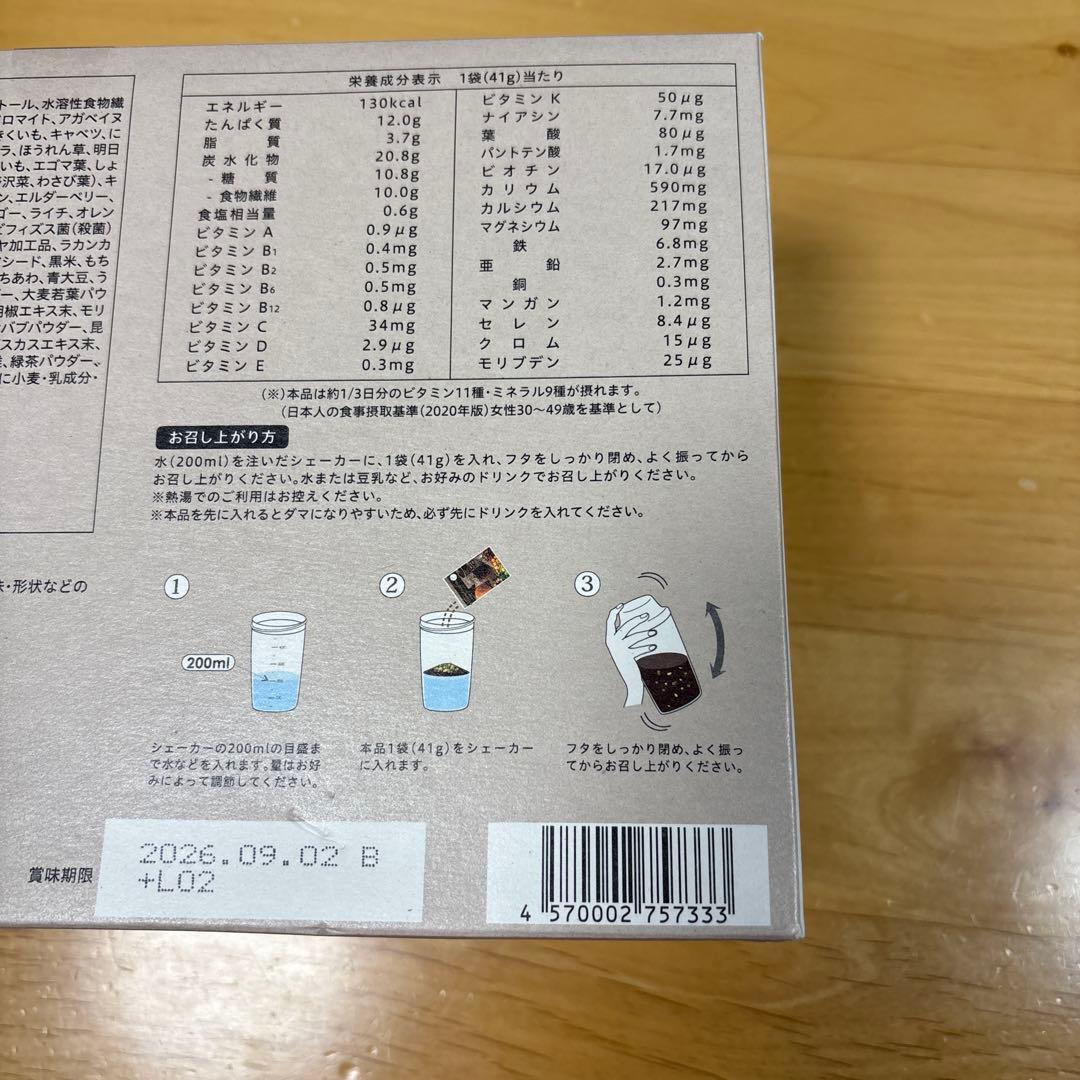 トール、水溶性食物繊
ロマイト、アガベイヌ
きくいも、キャベツ、に
ラ、ほうれん草、明日
いも、エゴマ葉、しょ
沢菜、わさび葉)、キ
ン、エルダーベリー、
ゴー、ライチ、オレン
ビフィズス菌(殺菌)
ヤ加工品、ラカンカ
アシード、黒米、もち
ちあわ、青大豆、う
ー、大麦若葉パウ
胡椒エキス末、モリ
バブパウダー、昆
スカスエキス末、
緑茶パウダー、
に小麦・乳成分・
栄養成分表示 1袋(41g)当たり
エネルギー 130kcal
たんぱく質 12.0g
脂質 3.7g
炭水化物 20.8g
- 糖質 10.8g
- 食物繊維 10.0g
食塩相当量 0.6g
ビタミン A 0.9μg
ビタミン B1 0.4mg
ビタミン B2 0.5mg
ビタミン B6 0.5mg
ビタミン B12 0.8μg
ビタミン C 34mg
ビタミン D 2.9μg
ビタミン E 0.3mg
ビタミン K 50μg
ナイアシン 7.7mg
葉酸 80μg
パントテン酸 1.7mg
ビオチン 17.0μg
カリウム 590mg
カルシウム 217mg
マグネシウム 97mg
鉄 6.8mg
亜鉛 2.7mg
銅 0.3mg
マンガン 1.2mg
セレン 8.4μg
クロム 15μg
モリブデン 25μg
(※)本品は約1/3日分のビタミン11種・ミネラル9種が摂れます。
(日本人の食事摂取基準(2020年版)女性30〜49歳を基準として)
お召し上がり方
水(200ml)を注いだシェーカーに、1袋(41g)を入れ、フタをしっかり閉め、よく振ってから
お召し上がりください。水または豆乳など、お好みのドリンクでお召し上がりください。
※熱湯でのご利用はお控えください。
※本品を先に入れるとダマになりやすいため、必ず先にドリンクを入れてください。
・形状などの
1
2
3
200ml
シェーカーの200mlの目盛ま
で水などを入れます。量はお好
みによって調節してください。
本品1袋(41g)をシェーカー
に入れます。
フタをしっかり閉め、よく振っ
てからお召し上がりください。
賞味期限
2026.09.02 B
+L02
4 570002 757333